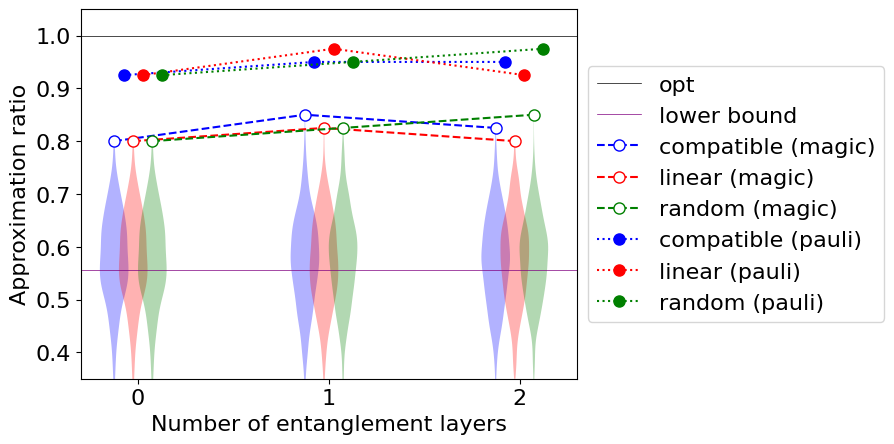 Approximation ratio
1.0
0.9
0.8
0.7
0.6
0.5
0.4
0
1
2
Number of entanglement layers
opt
lower bound
compatible (magic)
linear (magic)
random (magic)
compatible (pauli)
linear (pauli)
random (pauli)